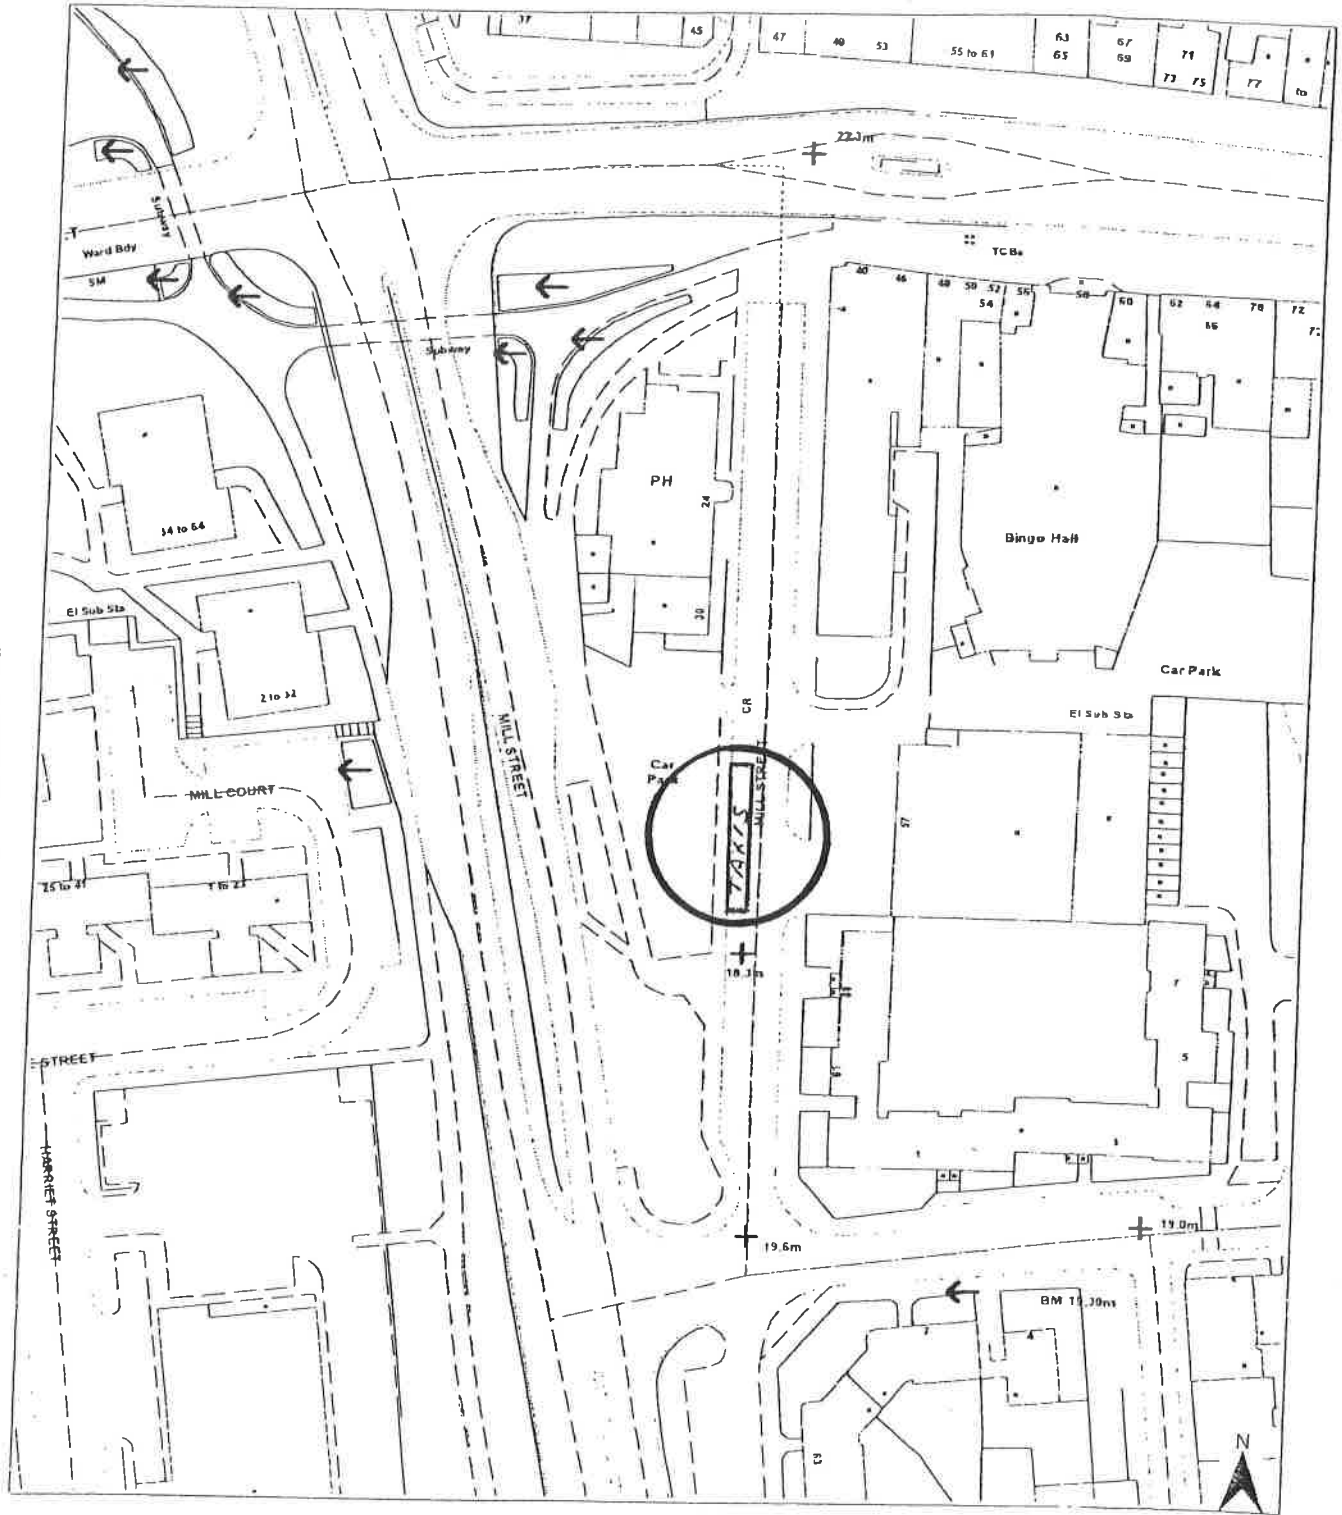 37
45
47
49
53
55 to 61
63
65
67
69
71
73
75
77
to
22.3m
Subway
Ward Bdy
SM
TCBs
40
46
48
50
52
54
56
58
60
62
64
66
70
72
Subway
PH
24
34 to 64
Bingo Hall
El Sub Sta
30
2 to 32
Car Park
El Sub Sta
CR
MILL STREET
Car
Park
MILL STREET
TAXIS
MILL COURT
57
25 to 41
1 to 23
18.3m
7
5
STREET
1
3
HARRIET STREET
19.6m
19.0m
BM 19.20m
2
4
63
N